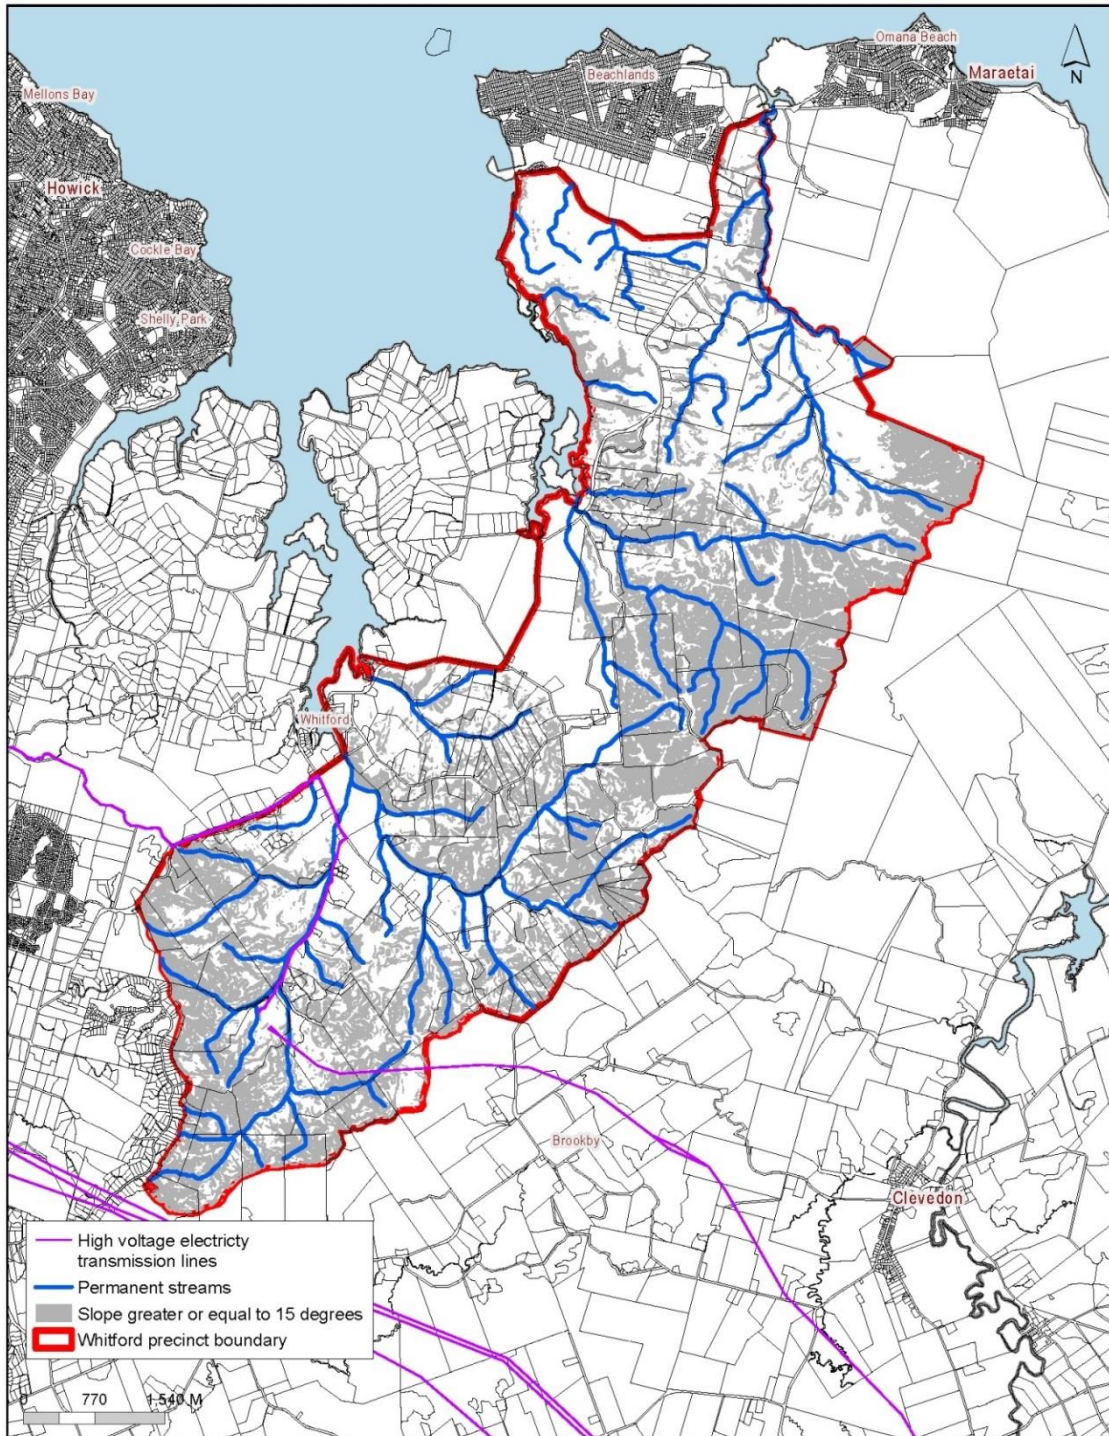 Omana Beach
Beachlands
Maraetai
N
Mellons Bay
Howick
Cockle Bay
Shelly Park
Whitford
Brookby
Clevedon
High voltage electricty
transmission lines
Permanent streams
Slope greater or equal to 15 degrees
Whitford precinct boundary
0 770 1,540 M